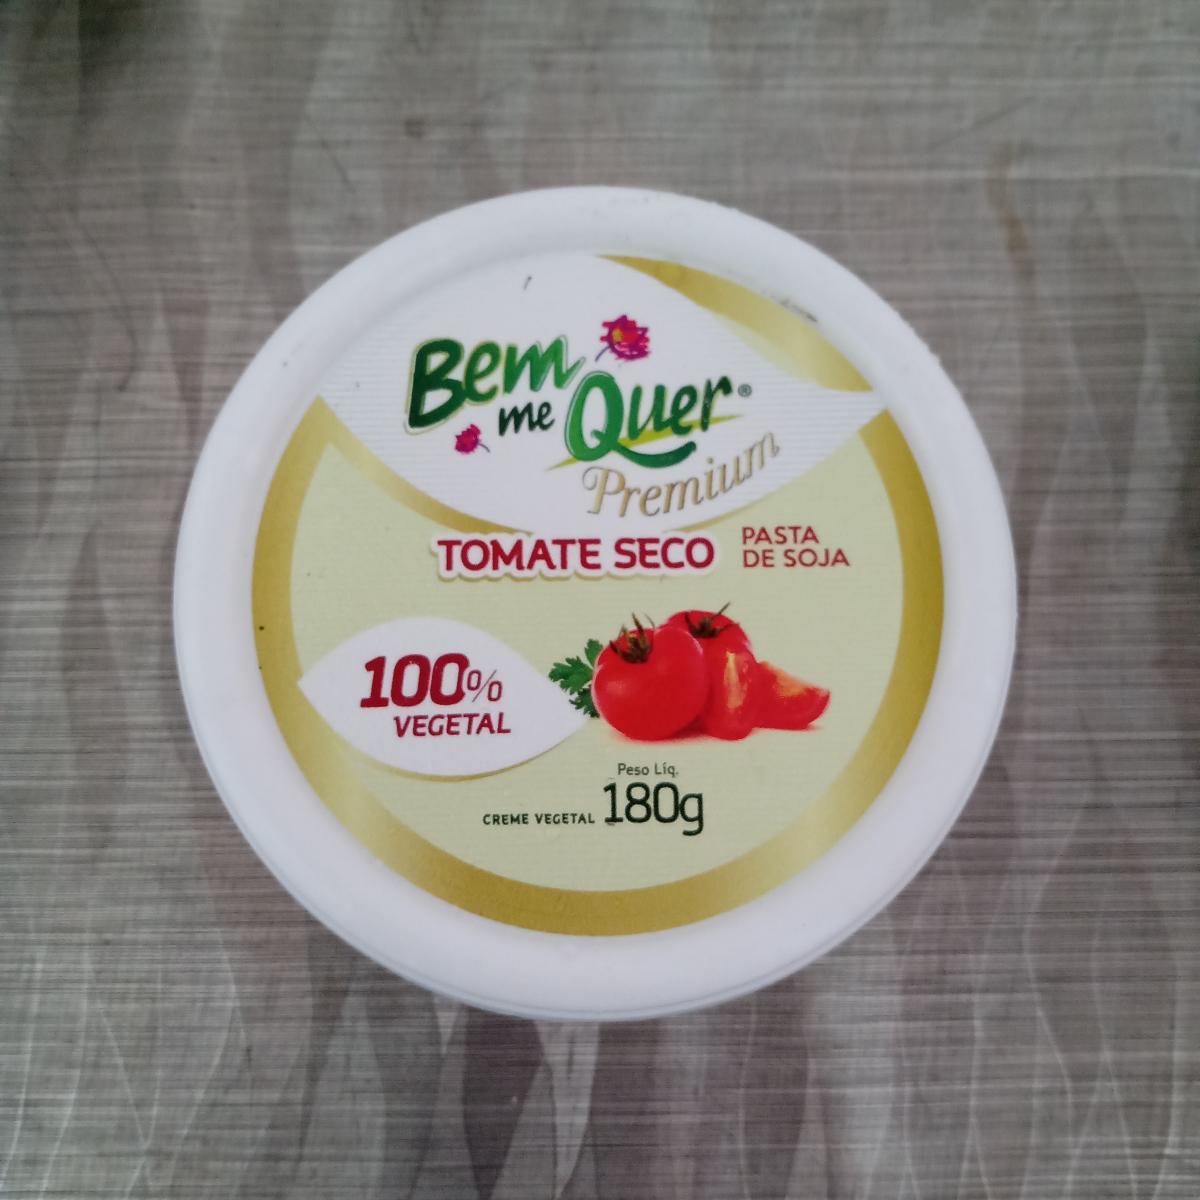 Bem
me Quer®
Premium
TOMATE SECO
PASTA
DE SOJA
100%
VEGETAL
Peso Líq.
CREME VEGETAL 180g